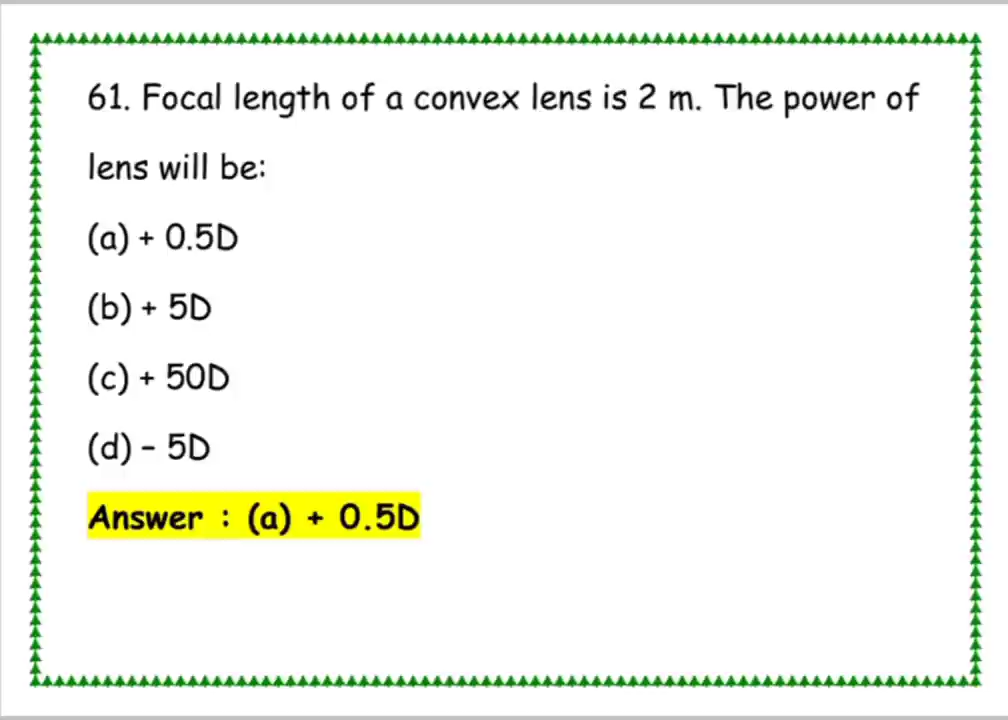 61. Focal length of a convex lens is 2 m. The power of
lens will be:
(a) + 0.5D
(b) + 5D
(c) + 50D
(d) - 5D
Answer : (a) + 0.5D